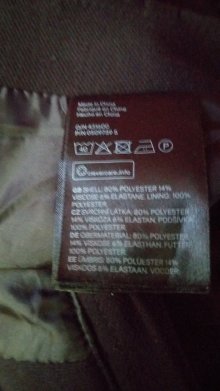 Made in China
Fabriqué en Chine
Hecho en China
40
P
clevercare.info
GB SHELL: 80% POLYESTER 14%
VISCOSE 6% ELASTANE LINING: 100%
POLYESTER
CZ SVRCHNÍ LÁTKA: 80% POLYESTER
14% VISKÓZA 6% ELASTAN PODŠÍVKA:
100% POLYESTER
DE OBERMATERIAL: 80% POLYESTER
14% VISKOSE 6% ELASTHAN FUTTER:
100% POLYESTER
EE ÜMBRIS: 80% POLÜESTER 14%
VISKOOS 6% ELASTAAN VOODER: